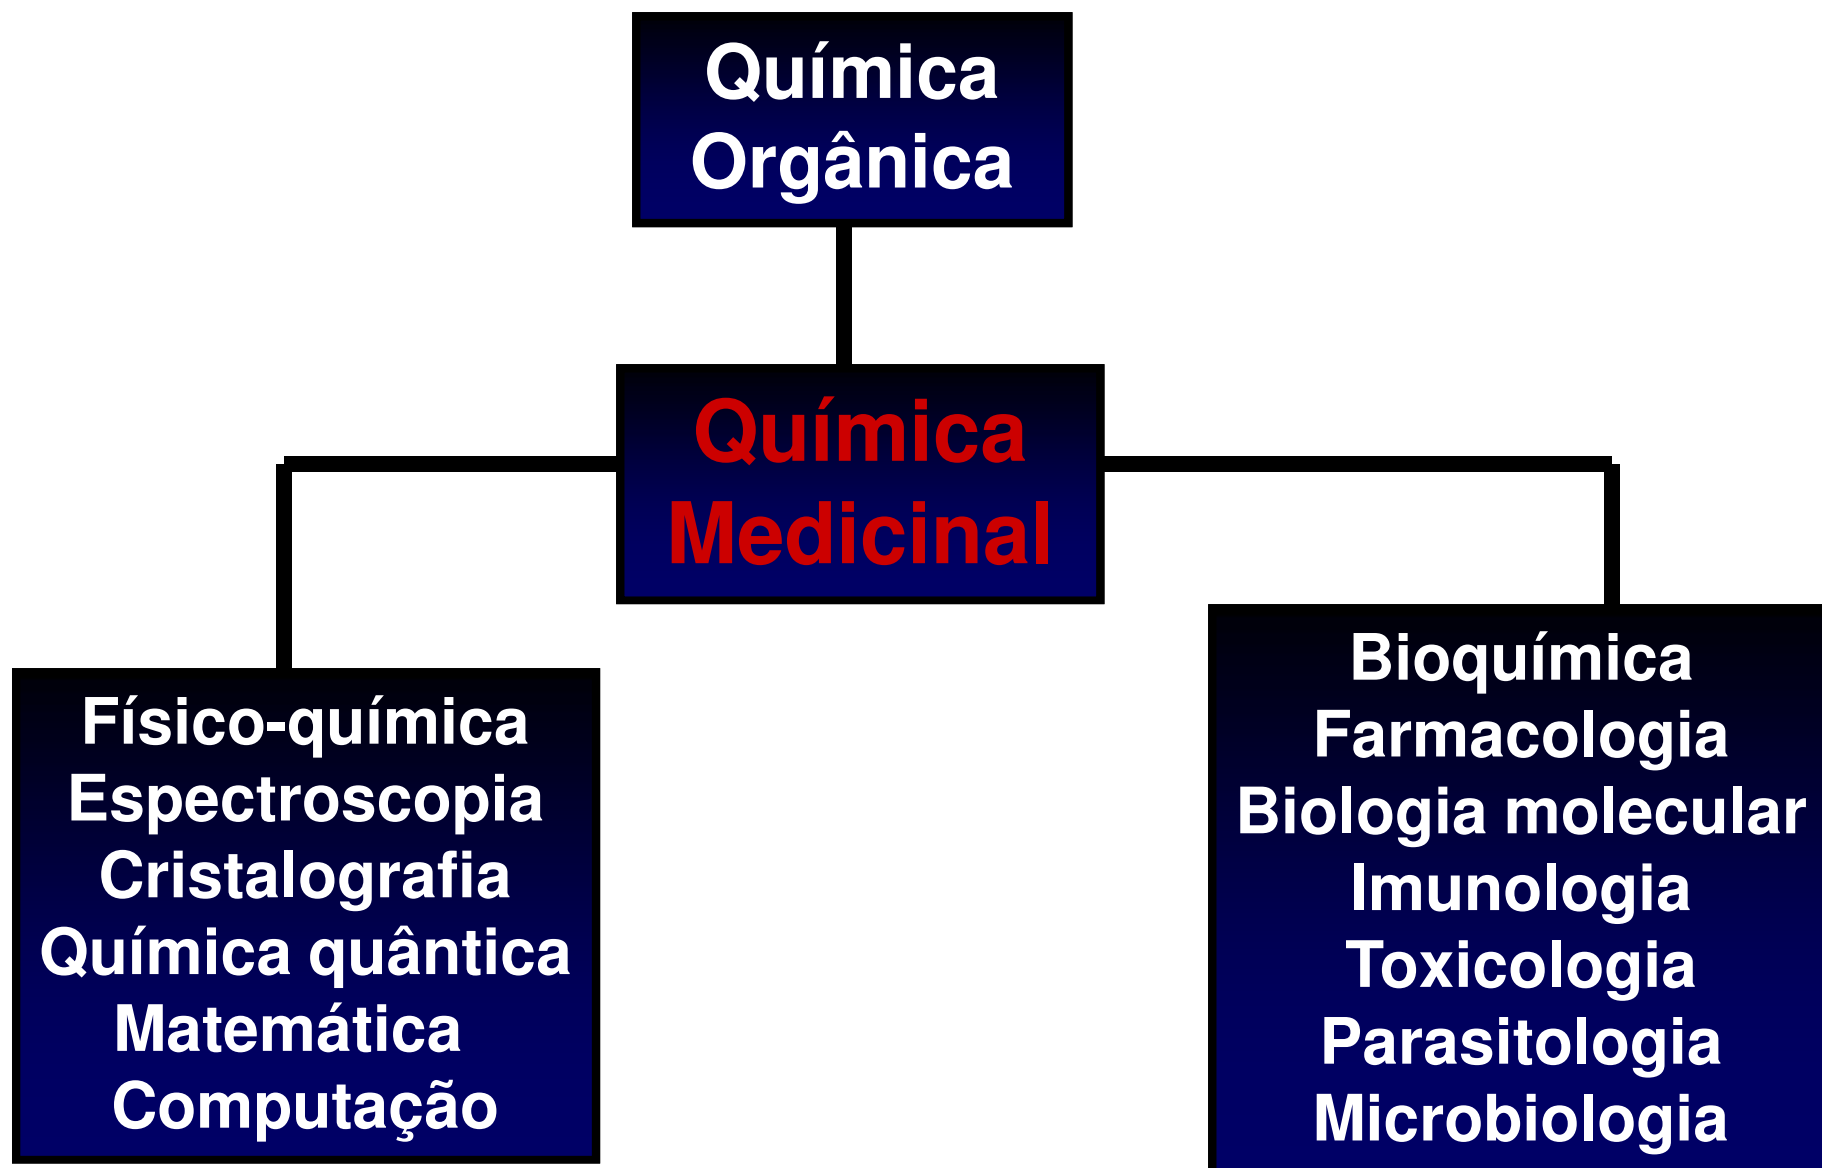 Química
Orgânica
Química
Medicinal
Físico-química
Espectroscopia
Cristalografia
Química quântica
Matemática
Computação
Bioquímica
Farmacologia
Biologia molecular
Imunologia
Toxicologia
Parasitologia
Microbiologia